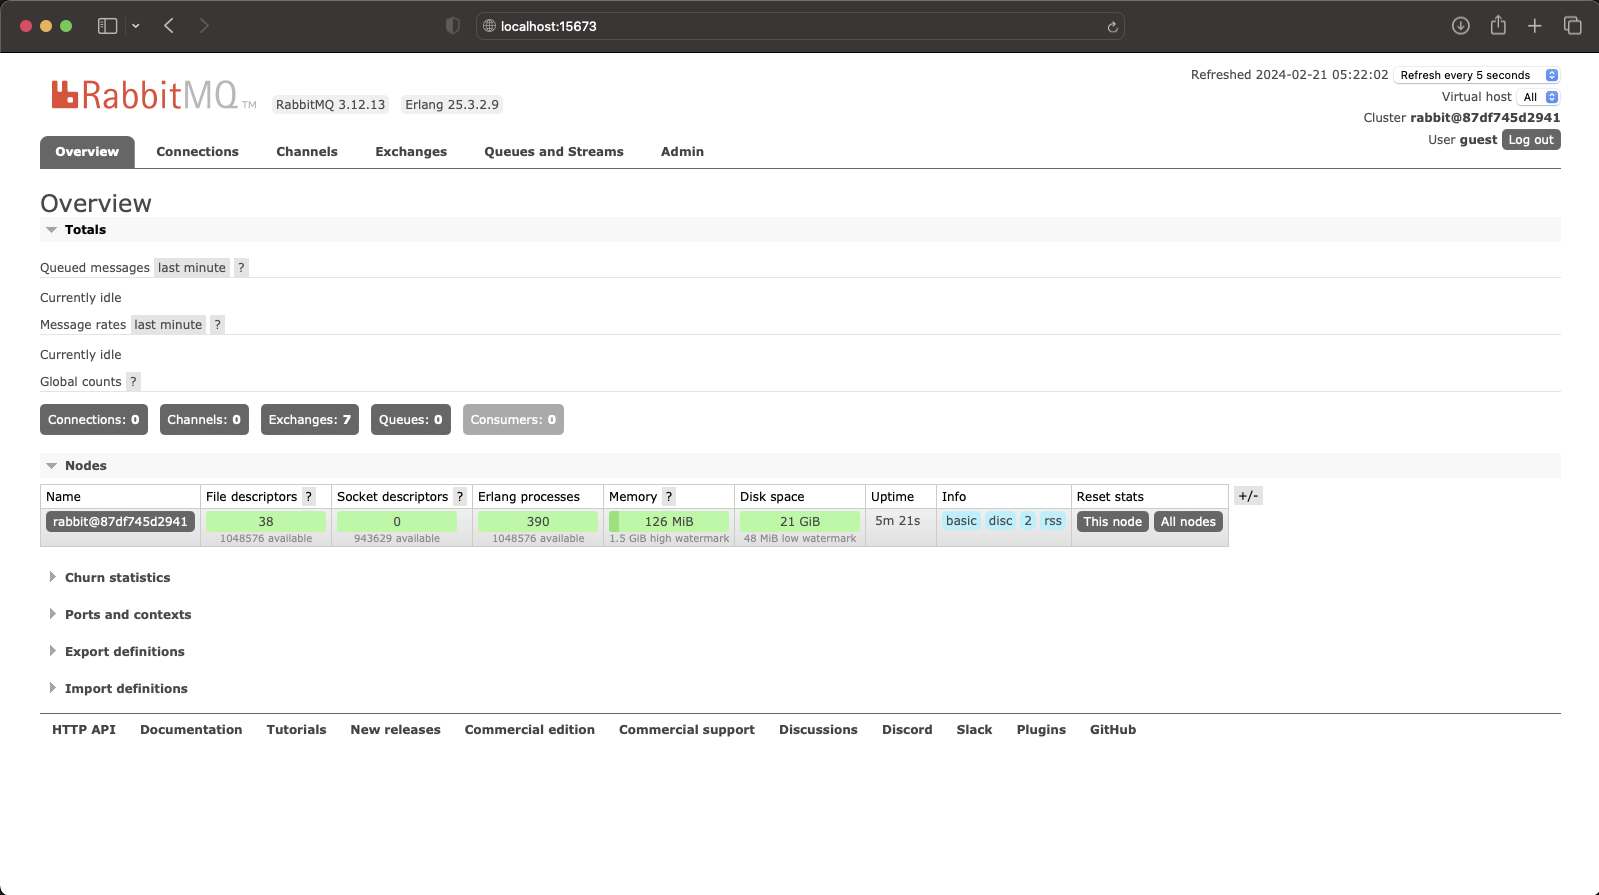 localhost:15673
RabbitMQ TM RabbitMQ 3.12.13 Erlang 25.3.2.9
Refreshed 2024-02-21 05:22:02 Refresh every 5 seconds
Virtual host All
Cluster rabbit@87df745d2941
User guest Log out
Overview Connections Channels Exchanges Queues and Streams Admin
Overview
Totals
Queued messages last minute ?
Currently idle
Message rates last minute ?
Currently idle
Global counts ?
Connections: 0 Channels: 0 Exchanges: 7 Queues: 0 Consumers: 0
Nodes
Name File descriptors ? Socket descriptors ? Erlang processes Memory ? Disk space Uptime Info Reset stats +/-
rabbit@87df745d2941 38 0 390 126 MiB 21 GiB 5m 21s basic disc 2 rss This node All nodes
1048576 available 943629 available 1048576 available 1.5 GiB high watermark 48 MiB low watermark
Churn statistics
Ports and contexts
Export definitions
Import definitions
HTTP API Documentation Tutorials New releases Commercial edition Commercial support Discussions Discord Slack Plugins GitHub